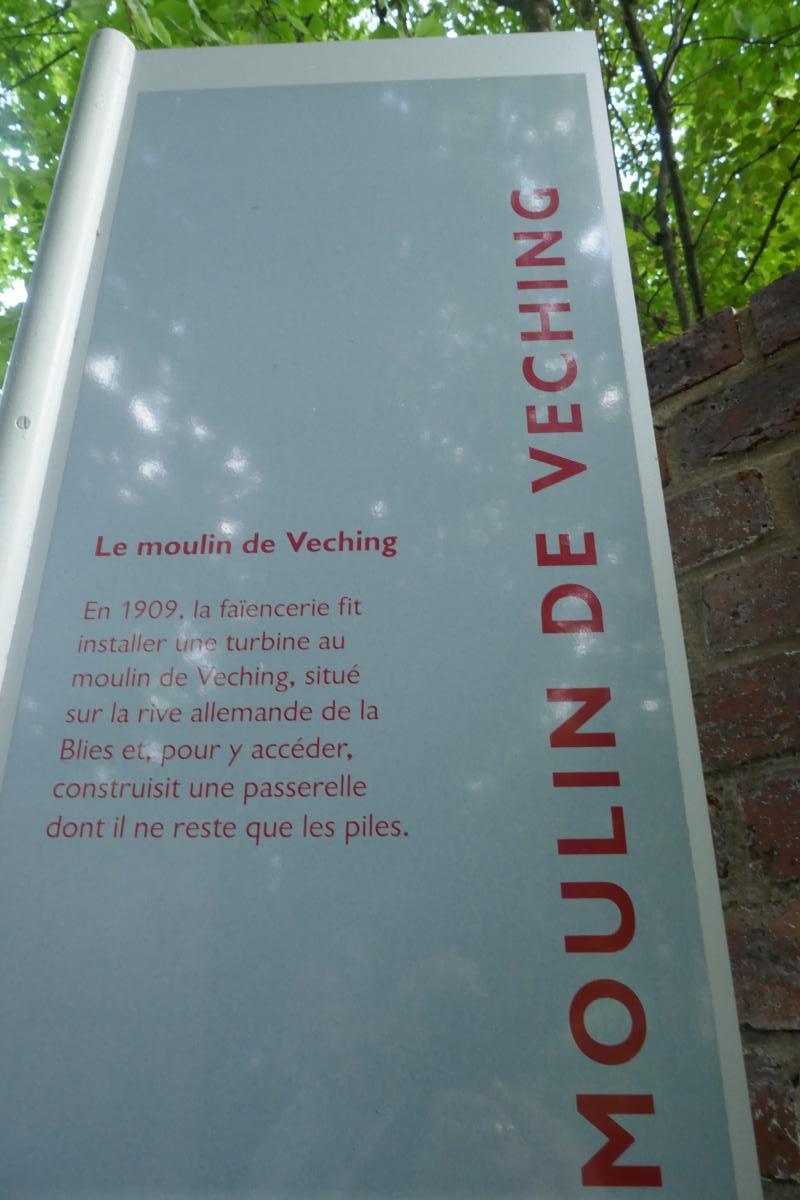 Le moulin de Veching
En 1909, la faïencerie fit
installer une turbine au
moulin de Veching, situé
sur la rive allemande de la
Blies et, pour y accéder,
construisit une passerelle
dont il ne reste que les piles.
MOULIN DE VECHING